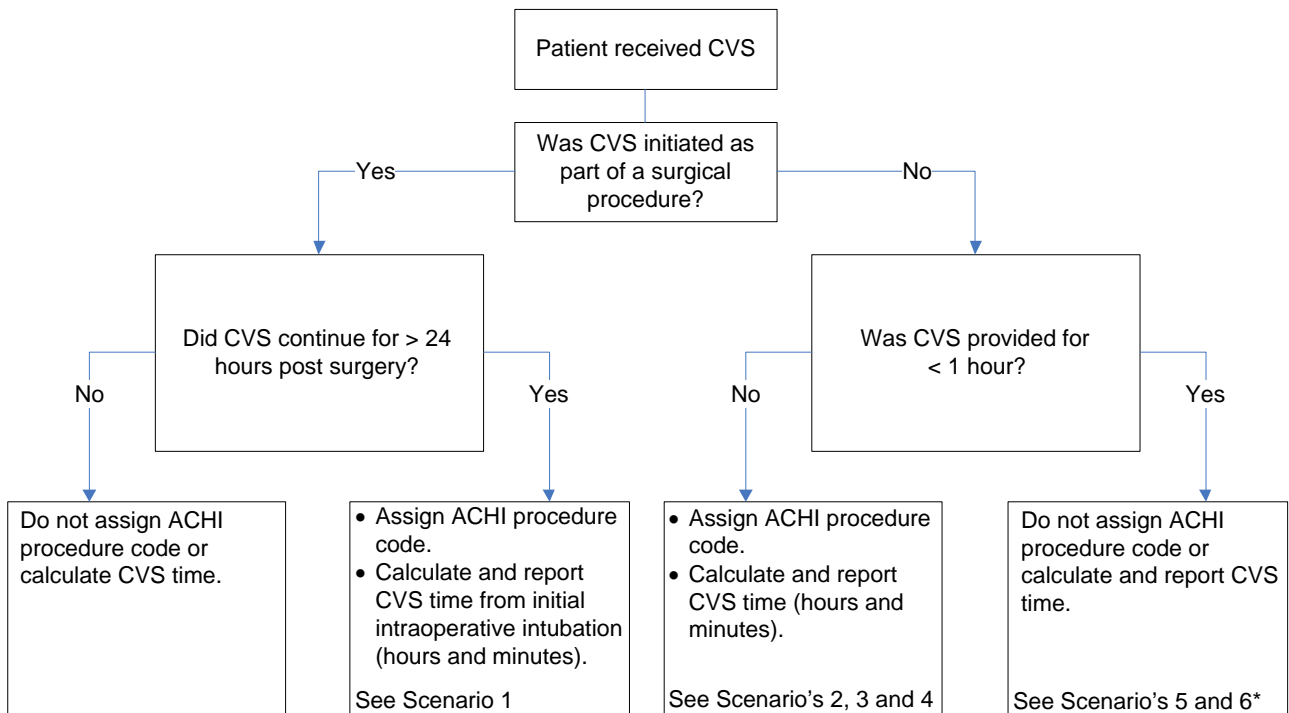 Patient received CVS
Was CVS initiated as
part of a surgical
procedure?
Yes
No
Did CVS continue for > 24
hours post surgery?
Was CVS provided for
< 1 hour?
No
Yes
No
Yes
Do not assign ACHI
procedure code or
calculate CVS time.
• Assign ACHI procedure
code.
• Calculate and report
CVS time from initial
intraoperative intubation
(hours and minutes).
See Scenario 1
• Assign ACHI procedure
code.
• Calculate and report
CVS time (hours and
minutes).
See Scenario's 2, 3 and 4
Do not assign ACHI
procedure code or
calculate and report CVS
time.
See Scenario's 5 and 6*